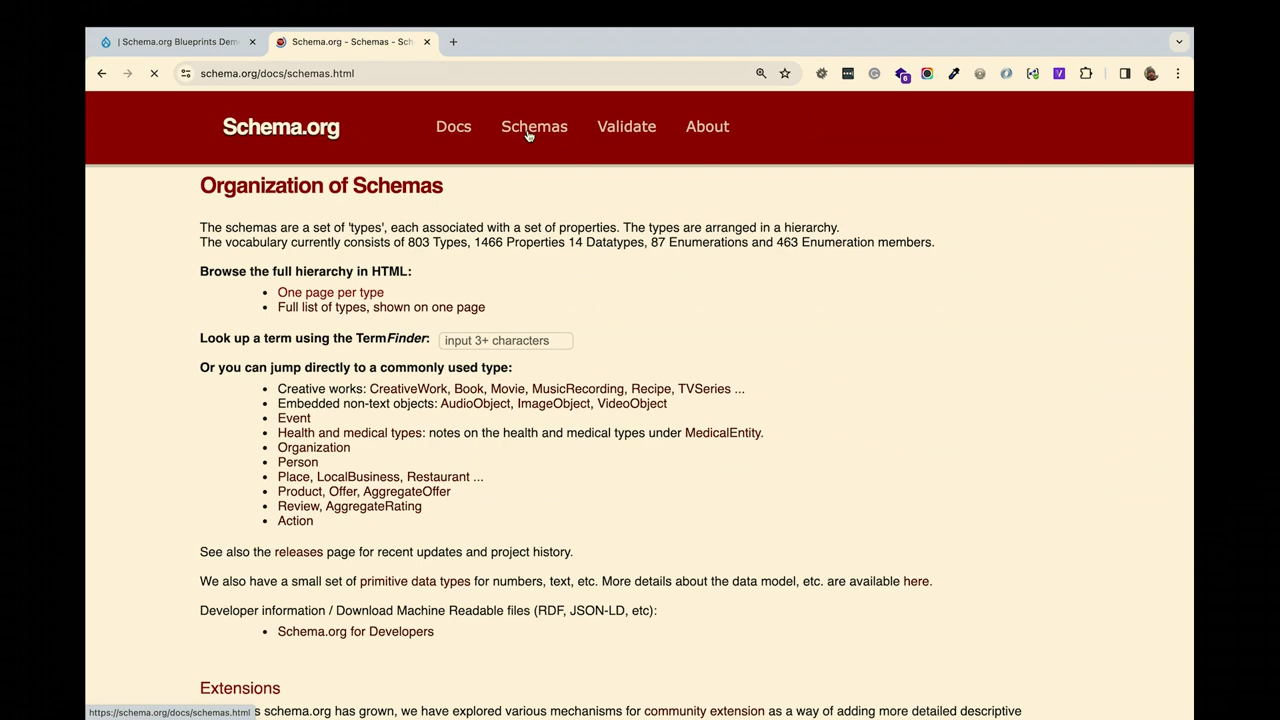 | Schema.org Blueprints Dem
Schema.org - Schemas - Sch
schema.org/docs/schemas.html
6
Schema.org
Docs
Schemas
Validate
About
Organization of Schemas
The schemas are a set of 'types', each associated with a set of properties. The types are arranged in a hierarchy.
The vocabulary currently consists of 803 Types, 1466 Properties 14 Datatypes, 87 Enumerations and 463 Enumeration members.
Browse the full hierarchy in HTML:
• One page per type
• Full list of types, shown on one page
Look up a term using the TermFinder: input 3+ characters
Or you can jump directly to a commonly used type:
• Creative works: CreativeWork, Book, Movie, MusicRecording, Recipe, TVSeries ...
• Embedded non-text objects: AudioObject, ImageObject, VideoObject
• Event
• Health and medical types: notes on the health and medical types under MedicalEntity.
• Organization
• Person
• Place, LocalBusiness, Restaurant ...
• Product, Offer, AggregateOffer
• Review, AggregateRating
• Action
See also the releases page for recent updates and project history.
We also have a small set of primitive data types for numbers, text, etc. More details about the data model, etc. are available here.
Developer information / Download Machine Readable files (RDF, JSON-LD, etc):
• Schema.org for Developers
Extensions
s schema.org has grown, we have explored various mechanisms for community extension as a way of adding more detailed descriptive
https://schema.org/docs/schemas.html